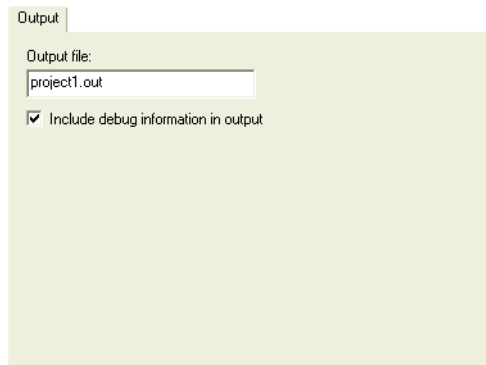 Output
Output file:
project1.out
Include debug information in output